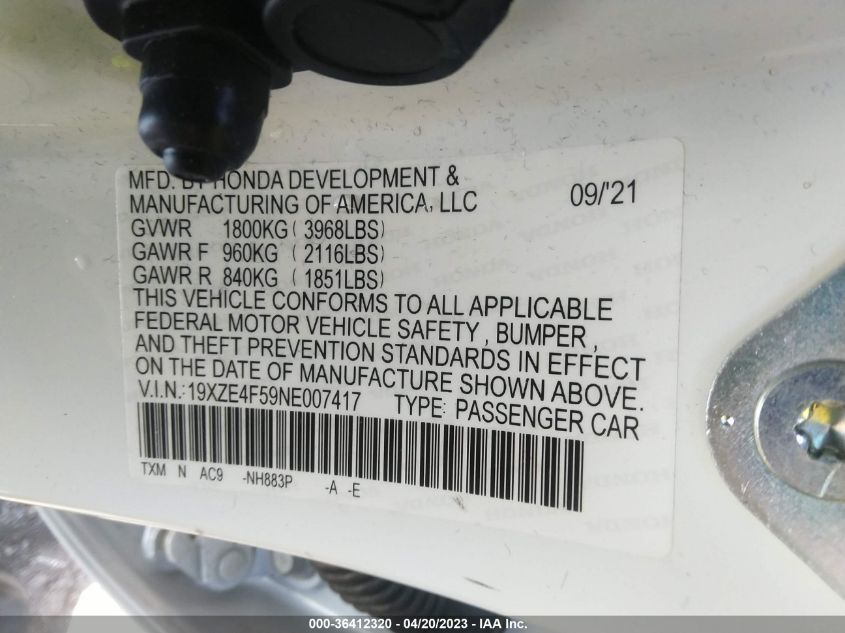 MFD. BY HONDA DEVELOPMENT &
MANUFACTURING OF AMERICA, LLC 09/'21
GVWR 1800KG (3968LBS)
GAWR F 960KG (2116LBS)
GAWR R 840KG (1851LBS)
THIS VEHICLE CONFORMS TO ALL APPLICABLE
FEDERAL MOTOR VEHICLE SAFETY, BUMPER,
AND THEFT PREVENTION STANDARDS IN EFFECT
ON THE DATE OF MANUFACTURE SHOWN ABOVE.
V.I.N.: 19XZE4F59NE007417 TYPE: PASSENGER CAR
TXM N AC9 -NH883P -A -E
000-36412320 - 04/20/2023 - IAA Inc.